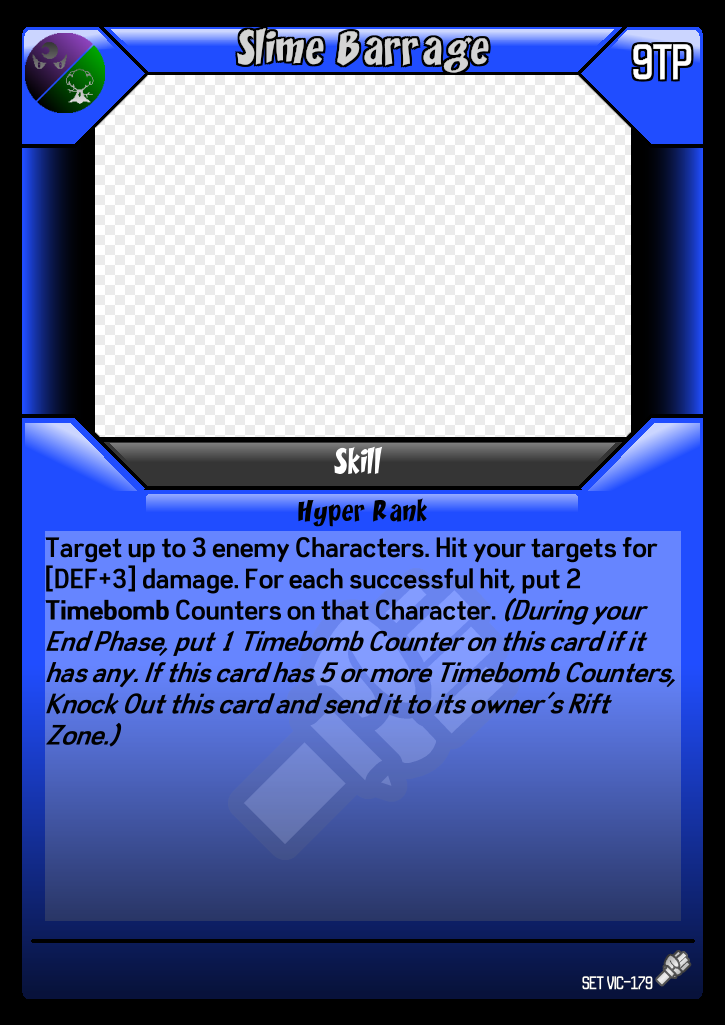 Slime Barrage
9TP
Skill
Hyper Rank
Target up to 3 enemy Characters. Hit your targets for
[DEF+3] damage. For each successful hit, put 2
Timebomb Counters on that Character. (During your
End Phase, put 1 Timebomb Counter on this card if it
has any. If this card has 5 or more Timebomb Counters,
Knock Out this card and send it to its owner's Rift
Zone.)
SET VIC-179